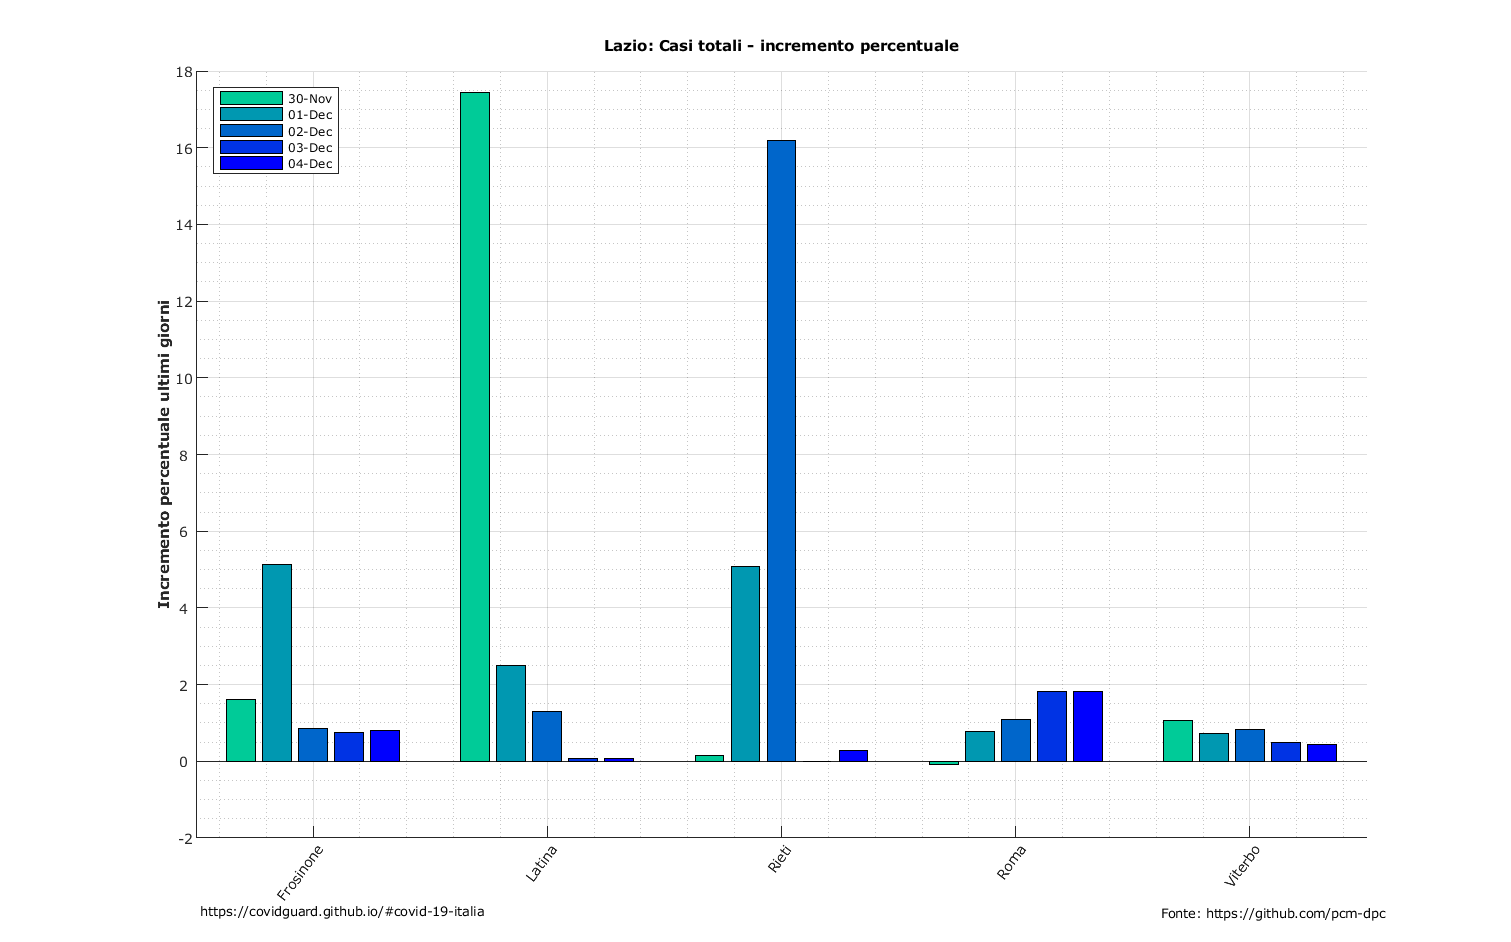 Lazio: Casi totali - incremento percentuale
18
16
14
12
10
8
6
4
2
0
-2
Incremento percentuale ultimi giorni
30-Nov
01-Dec
02-Dec
03-Dec
04-Dec
Frosinone
Latina
Rieti
Roma
Viterbo
https://covidguard.github.io/#covid-19-italia
Fonte: https://github.com/pcm-dpc